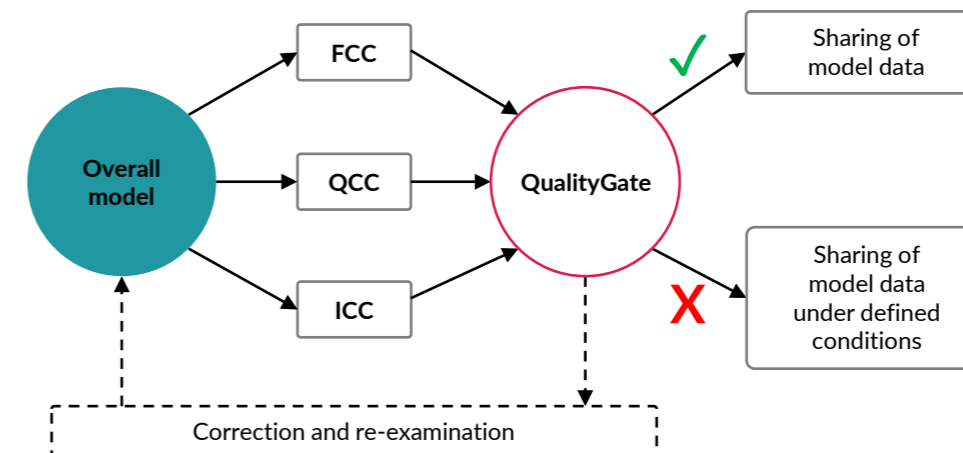 FCC
Sharing of
model data
Overall
model
QCC
QualityGate
ICC
X
Sharing of
model data
under defined
conditions
Correction and re-examination